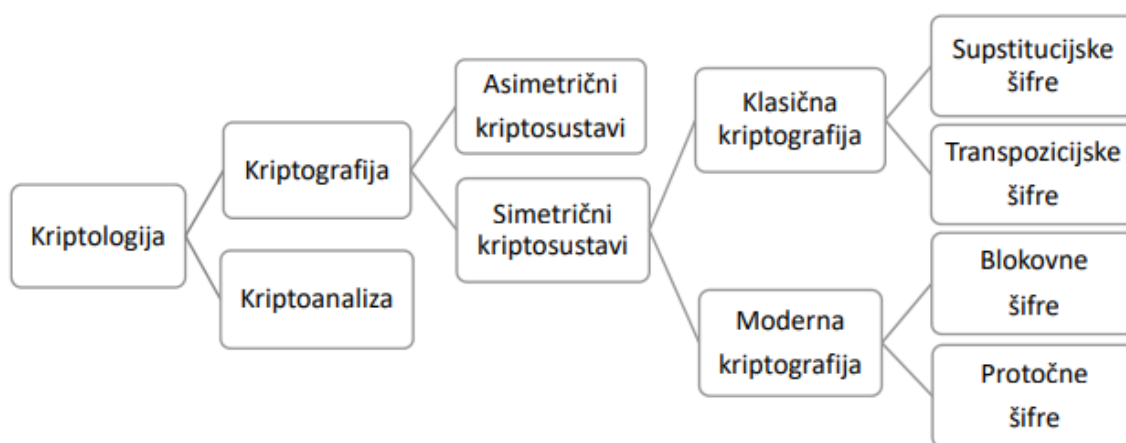 Kriptologija
Kriptografija
Kriptoanaliza
Asimetrični
kriptosustavi
Simetrični
kriptosustavi
Klasična
kriptografija
Moderna
kriptografija
Supstitucijske
šifre
Transpozicijske
šifre
Blokovne
šifre
Protočne
šifre